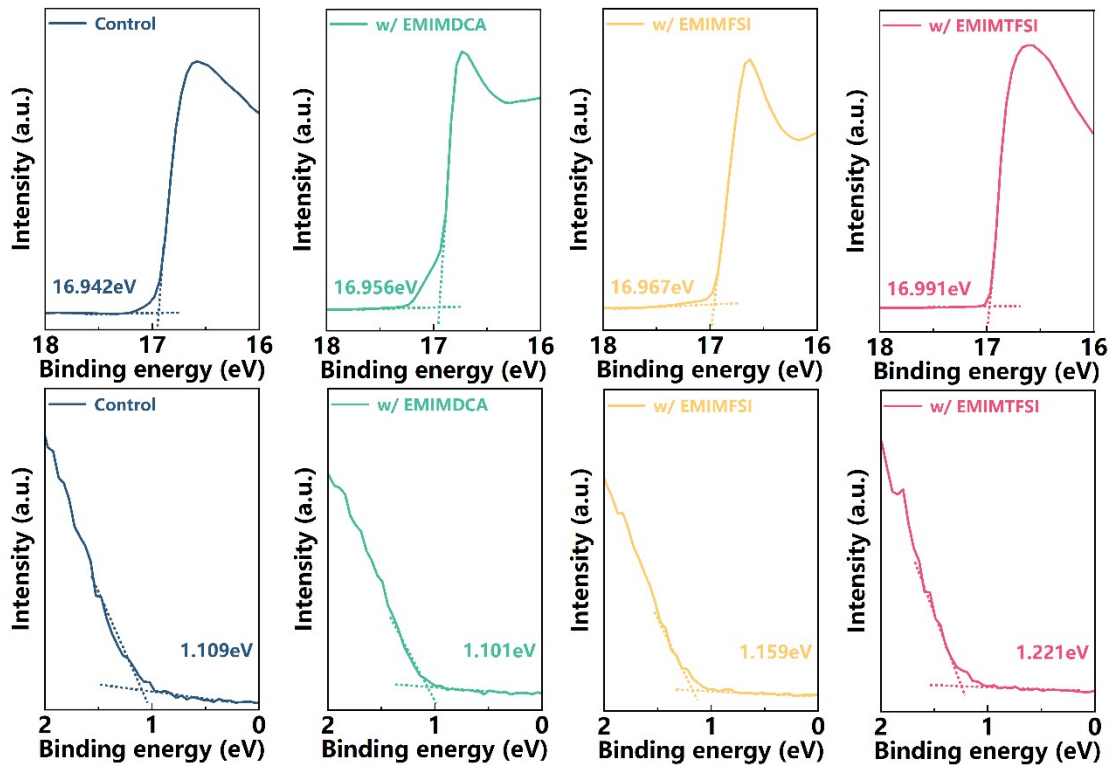 Control
Intensity (a.u.)
16.942eV
18 17 16
Binding energy (eV)
w/ EMIMDCA
Intensity (a.u.)
16.956eV
18 17 16
Binding energy (eV)
w/ EMIMFSI
Intensity (a.u.)
16.967eV
18 17 16
Binding energy (eV)
w/ EMIMTFSI
Intensity (a.u.)
16.991eV
18 17 16
Binding energy (eV)
Control
Intensity (a.u.)
1.109eV
2 1 0
Binding energy (eV)
w/ EMIMDCA
Intensity (a.u.)
1.101eV
2 1 0
Binding energy (eV)
w/ EMIMFSI
Intensity (a.u.)
1.159eV
2 1 0
Binding energy (eV)
w/ EMIMTFSI
Intensity (a.u.)
1.221eV
2 1 0
Binding energy (eV)